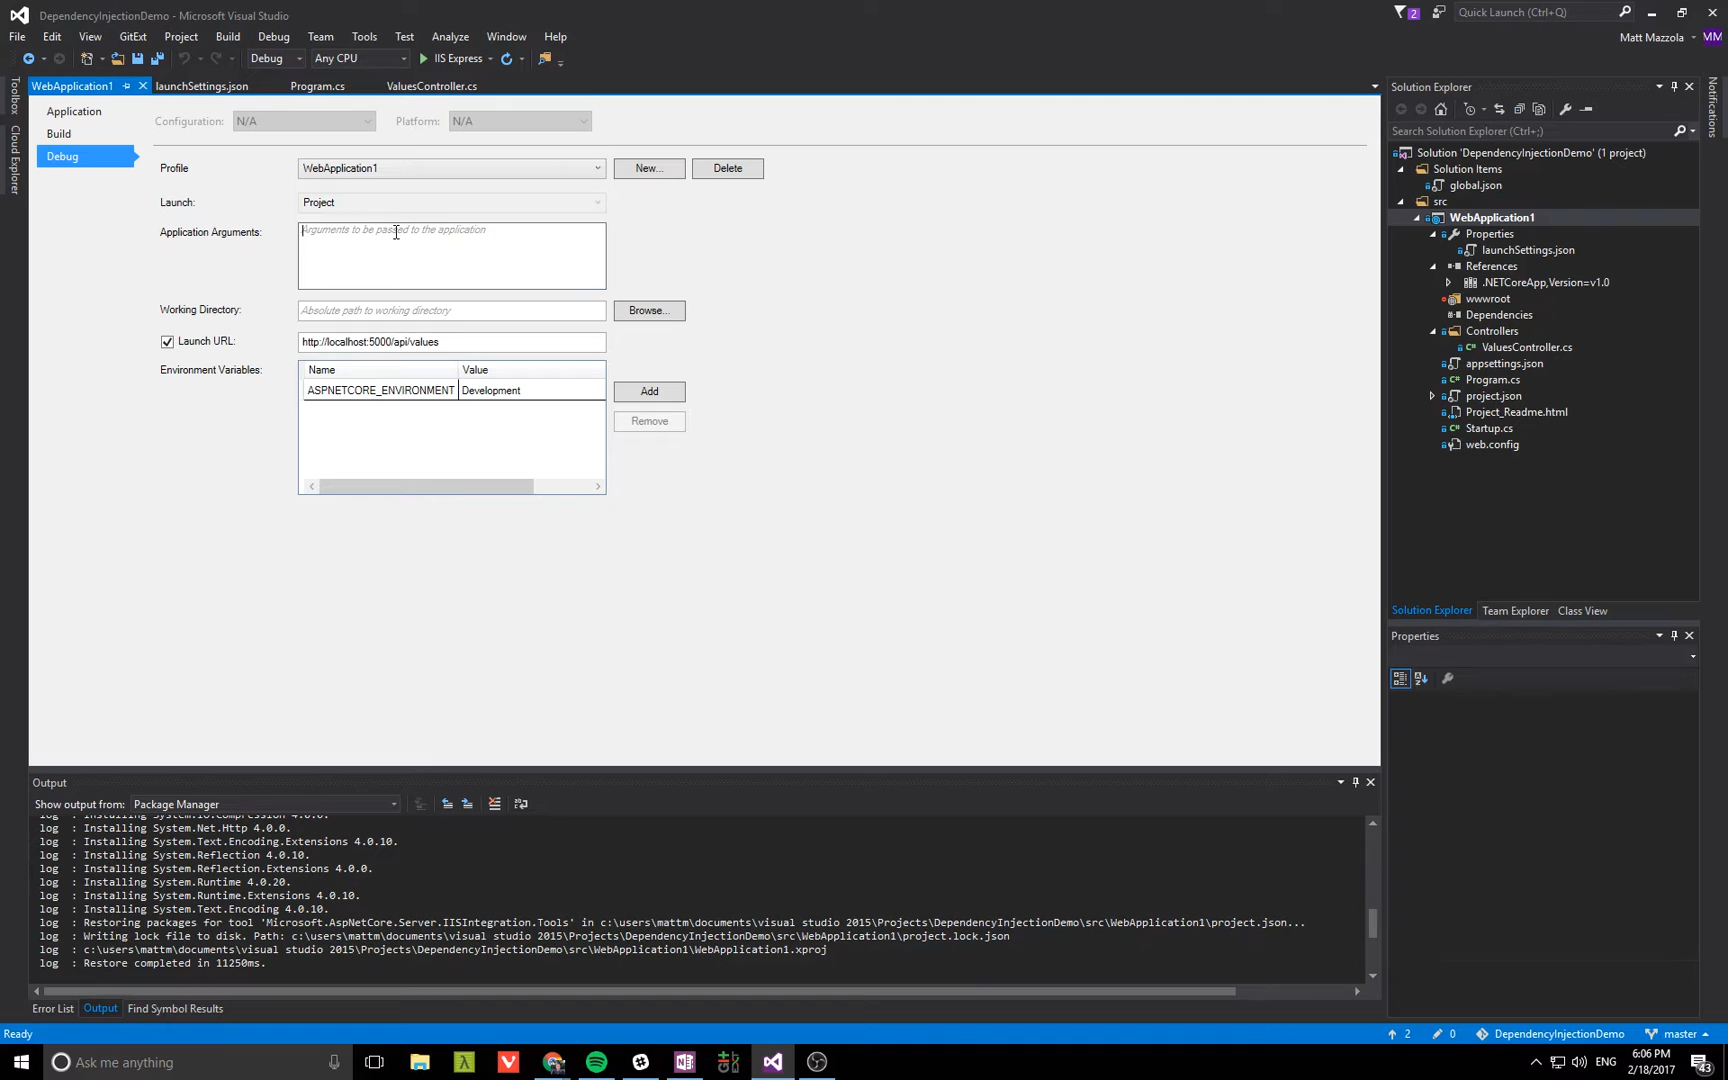 DependencyInjectionDemo - Microsoft Visual Studio
2
Quick Launch (Ctrl+Q)
File Edit View GitExt Project Build Debug Team Tools Test Analyze Window Help
Matt Mazzola
MM
Debug
Any CPU
IIS Express
Toolbox
Cloud Explorer
WebApplication1
launchSettings.json
Program.cs
ValuesController.cs
Application
Build
Debug
Configuration:
N/A
Platform:
N/A
Profile
WebApplication1
New...
Delete
Launch:
Project
Application Arguments:
Arguments to be passed to the application
Working Directory:
Absolute path to working directory
Browse...
Launch URL:
http://localhost:5000/api/values
Environment Variables:
Name
Value
ASPNETCORE_ENVIRONMENT
Development
Add
Remove
Solution Explorer
Search Solution Explorer (Ctrl+;)
Solution 'DependencyInjectionDemo' (1 project)
Solution Items
global.json
src
WebApplication1
Properties
launchSettings.json
References
.NETCoreApp,Version=v1.0
wwwroot
Dependencies
Controllers
ValuesController.cs
appsettings.json
Program.cs
project.json
Project_Readme.html
Startup.cs
web.config
Solution Explorer
Team Explorer
Class View
Properties
Notifications
Output
Show output from:
Package Manager
log : Installing System.IO.Compression 4.0.0.
log : Installing System.Net.Http 4.0.0.
log : Installing System.Text.Encoding.Extensions 4.0.10.
log : Installing System.Reflection 4.0.10.
log : Installing System.Reflection.Extensions 4.0.0.
log : Installing System.Runtime 4.0.20.
log : Installing System.Runtime.Extensions 4.0.10.
log : Installing System.Text.Encoding 4.0.10.
log : Restoring packages for tool 'Microsoft.AspNetCore.Server.IISIntegration.Tools' in c:\users\mattm\documents\visual studio 2015\Projects\DependencyInjectionDemo\src\WebApplication1\project.json...
log : Writing lock file to disk. Path: c:\users\mattm\documents\visual studio 2015\Projects\DependencyInjectionDemo\src\WebApplication1\project.lock.json
log : c:\users\mattm\documents\visual studio 2015\Projects\DependencyInjectionDemo\src\WebApplication1\WebApplication1.xproj
log : Restore completed in 11250ms.
Error List
Output
Find Symbol Results
Ready
2
0
DependencyInjectionDemo
master
Ask me anything
ENG
6:06 PM
2/18/2017
43